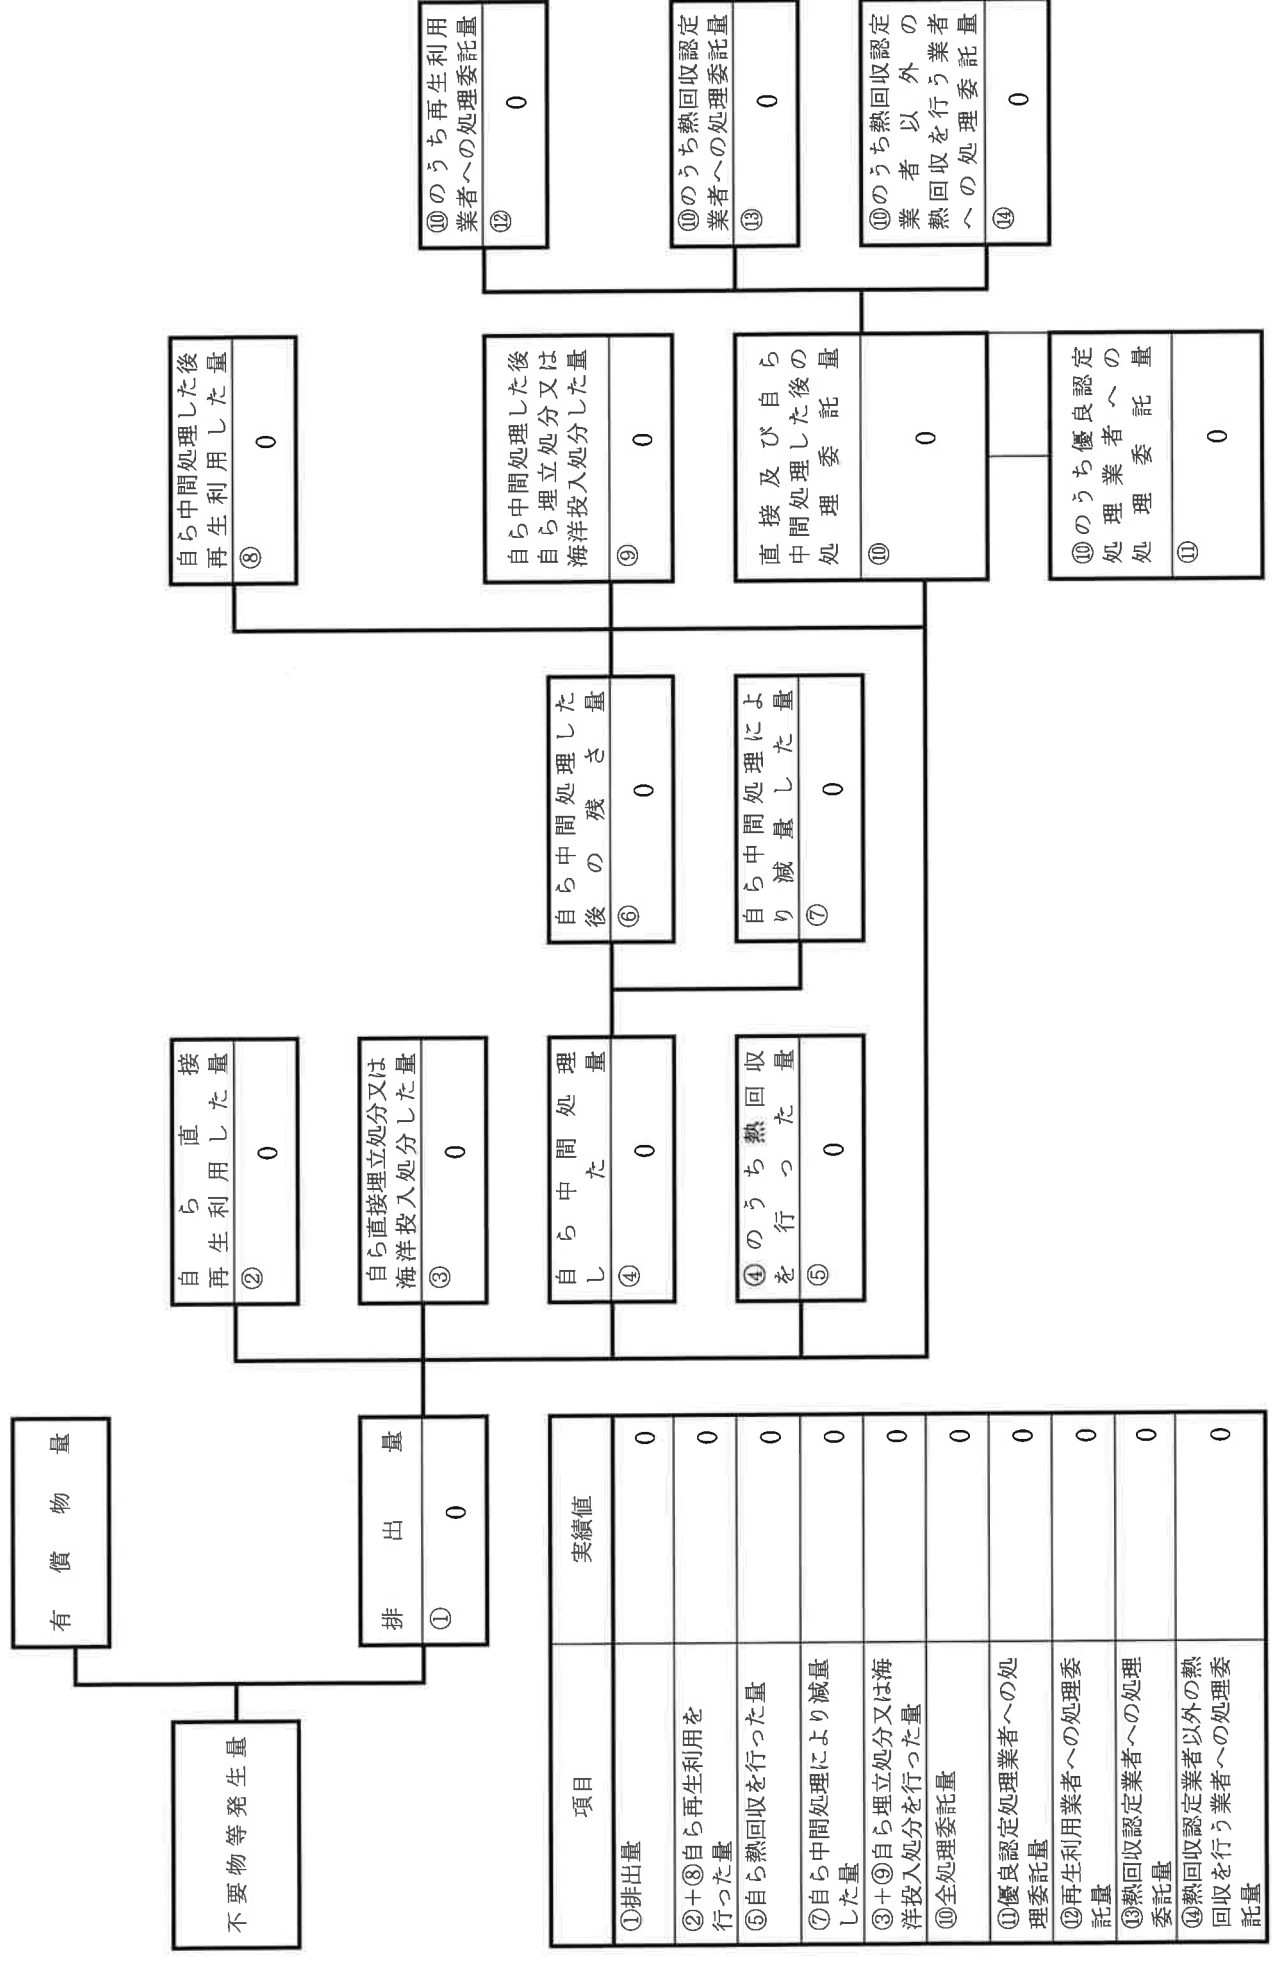 有償物量
不要物等発生量
排出量
①
0
自ら直接
再生利用した量
②
0
自ら直接埋立処分又は
海洋投入処分した量
③
0
自ら中間処理
した量
④
0
④のうち熱回収
を行った量
⑤
0
自ら中間処理した
後の残さ量
⑥
0
自ら中間処理によ
り減量した量
⑦
0
自ら中間処理した後
再生利用した量
⑧
0
自ら中間処理した後
自ら埋立処分又は
海洋投入処分した量
⑨
0
直接及び自ら
中間処理した後の
処理委託量
⑩
0
⑩のうち優良認定
処理業者への
処理委託量
⑪
0
⑩のうち再生利用
業者への処理委託量
⑫
0
⑩のうち熱回収認定
業者への処理委託量
⑬
0
⑩のうち熱回収認定
業者以外の
熱回収を行う業者
への処理委託量
⑭
0
項目
実績値
①排出量
0
②+⑧自ら再生利用を
行った量
0
⑤自ら熱回収を行った量
0
⑦自ら中間処理により減量
した量
0
③+⑨自ら埋立処分又は海
洋投入処分を行った量
0
⑩全処理委託量
0
⑪優良認定処理業者への処
理委託量
0
⑫再生利用業者への処理委
託量
0
⑬熱回収認定業者への処理
委託量
0
⑭熱回収認定業者以外の熱
回収を行う業者への処理委
託量
0